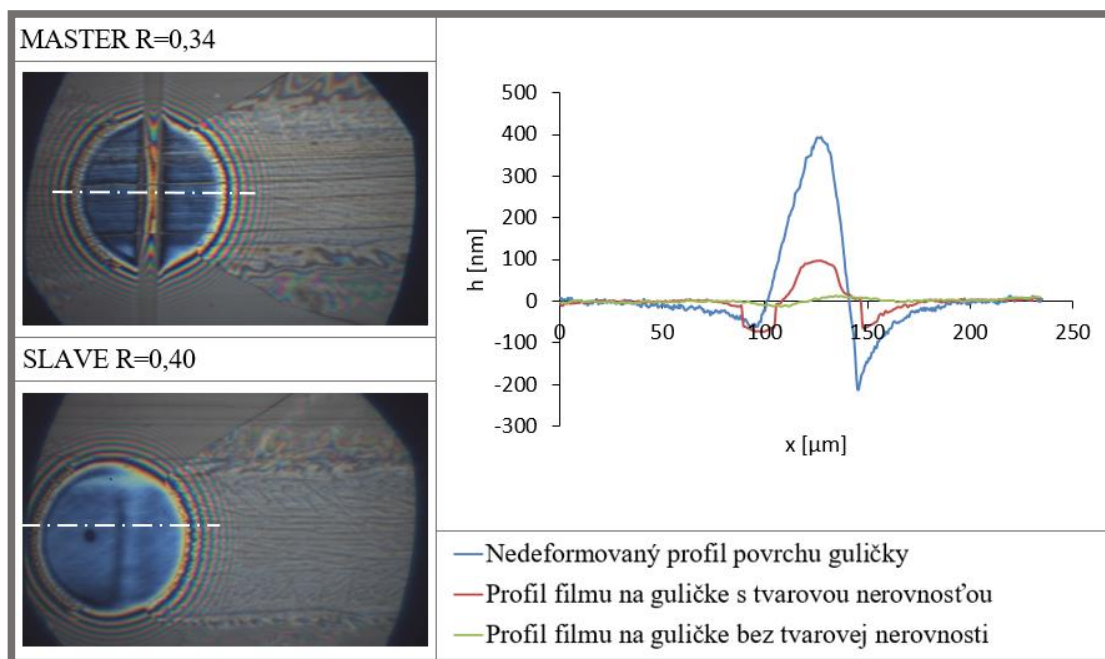 MASTER R=0,34
SLAVE R=0,40
500
400
300
200
100
0
-100
-200
-300
0 50 100 150 200 250
h [nm]
x [µm]
Nedeformovaný profil povrchu guličky
Profil filmu na guličke s tvarovou nerovnosťou
Profil filmu na guličke bez tvarovej nerovnosti